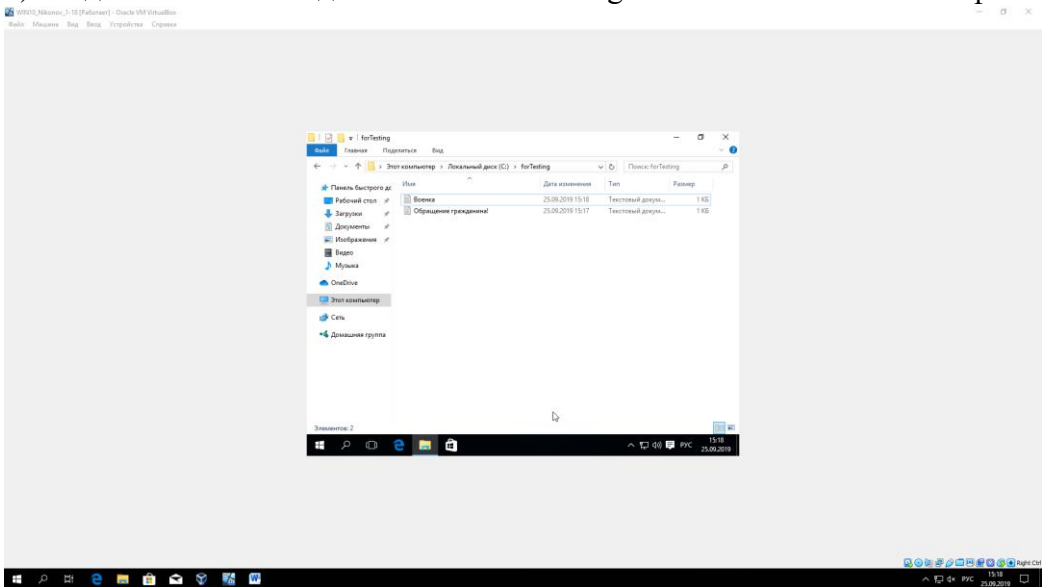 WIN10_Nikonov_1-18 [Работает] - Oracle VM VirtualBox
Файл Машина Вид Ввод Устройства Справка
forTesting
Файл Главная Поделиться Вид
Этот компьютер > Локальный диск (C:) > forTesting Поиск: forTesting
Имя Дата изменения Тип Размер
Панель быстрого до
Рабочий стол
Загрузки
Документы
Изображения
Видео
Музыка
OneDrive
Этот компьютер
Сеть
Домашняя группа
Военка 25.09.2019 15:18 Текстовый докум... 1 КБ
Обращение гражданина! 25.09.2019 15:17 Текстовый докум... 1 КБ
Элементов: 2
РУС 15:18
25.09.2019
Right Ctrl
РУС 15:18
25.09.2019